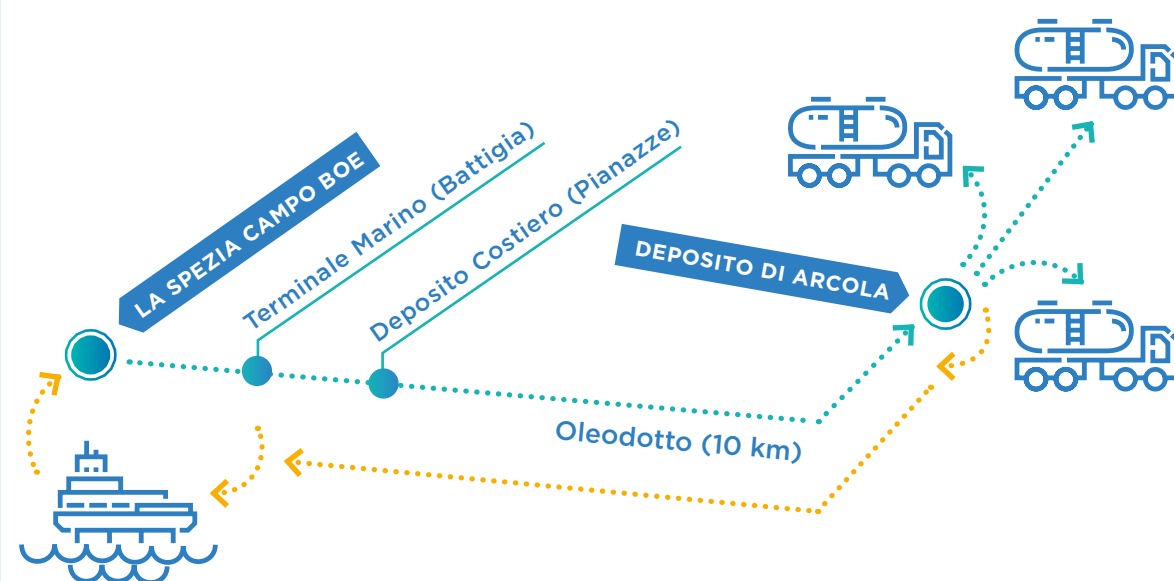 LA SPEZIA CAMPO BOE
Terminale Marino (Battigia)
Deposito Costiero (Pianazze)
DEPOSITO DI ARCOLA
Oleodotto (10 km)